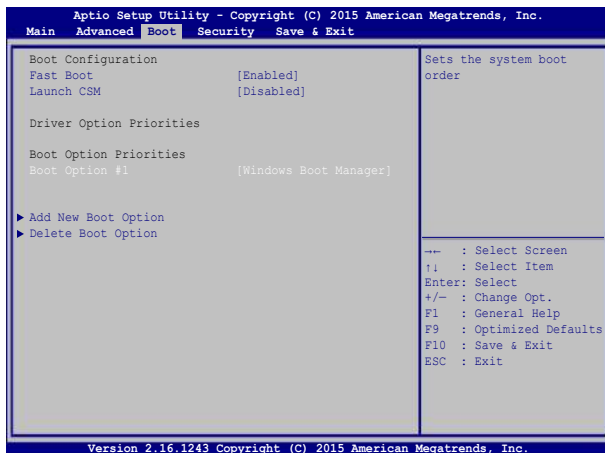 Aptio Setup Utility - Copyright (C) 2015 American Megatrends, Inc.
Main Advanced Boot Security Save & Exit
Boot Configuration
Fast Boot [Enabled]
Launch CSM [Disabled]
Driver Option Priorities
Boot Option Priorities
Boot Option #1 [Windows Boot Manager]
Add New Boot Option
Delete Boot Option
Sets the system boot
order
→← : Select Screen
↑↓ : Select Item
Enter: Select
+/— : Change Opt.
F1 : General Help
F9 : Optimized Defaults
F10 : Save & Exit
ESC : Exit
Version 2.16.1243 Copyright (C) 2015 American Megatrends, Inc.